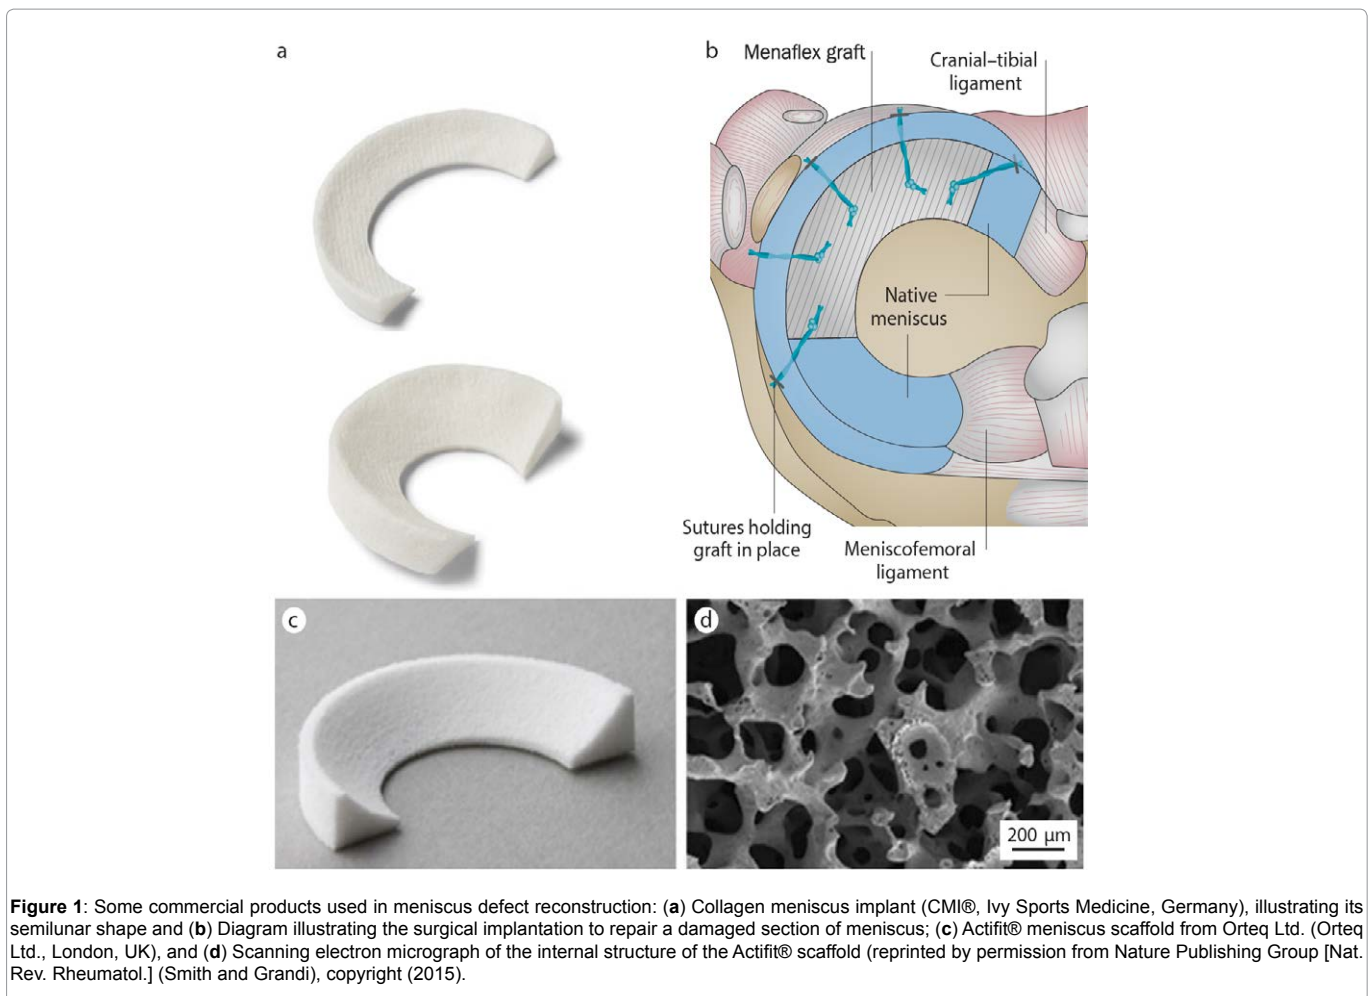 a
b
Menaflex graft
Cranial–tibial
ligament
Native
meniscus
Sutures holding
graft in place
Meniscofemoral
ligament
c
d
200 µm
Figure 1: Some commercial products used in meniscus defect reconstruction: (a) Collagen meniscus implant (CMI®, Ivy Sports Medicine, Germany), illustrating its
semilunar shape and (b) Diagram illustrating the surgical implantation to repair a damaged section of meniscus; (c) Actifit® meniscus scaffold from Orteq Ltd. (Orteq
Ltd., London, UK), and (d) Scanning electron micrograph of the internal structure of the Actifit® scaffold (reprinted by permission from Nature Publishing Group [Nat.
Rev. Rheumatol.] (Smith and Grandi), copyright (2015).